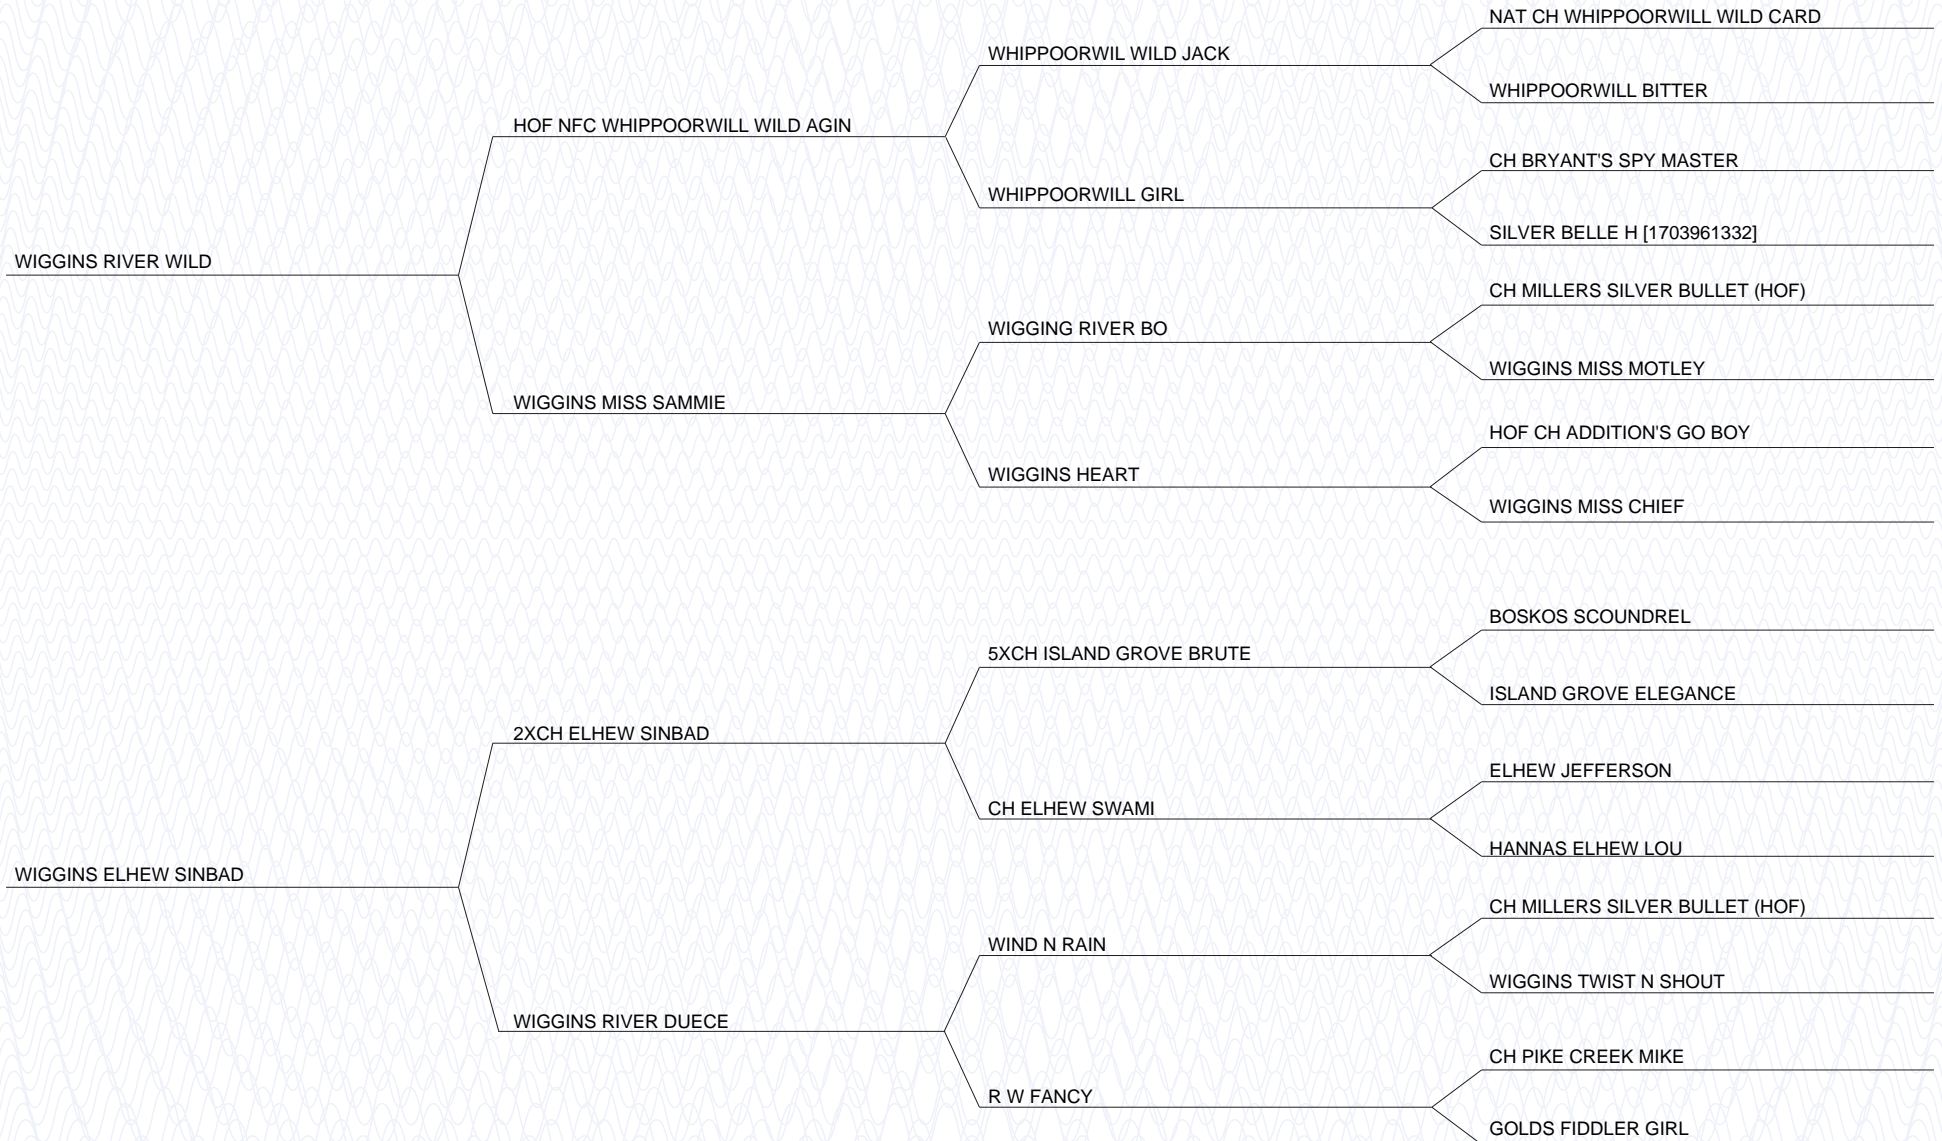 NAT CH WHIPPOORWILL WILD CARD
WHIPPOORWIL WILD JACK
WHIPPOORWILL BITTER
HOF NFC WHIPPOORWILL WILD AGIN
CH BRYANT'S SPY MASTER
WHIPPOORWILL GIRL
SILVER BELLE H [1703961332]
WIGGINS RIVER WILD
CH MILLERS SILVER BULLET (HOF)
WIGGING RIVER BO
WIGGINS MISS MOTLEY
WIGGINS MISS SAMMIE
HOF CH ADDITION'S GO BOY
WIGGINS HEART
WIGGINS MISS CHIEF
BOSKOS SCOUNDREL
5XCH ISLAND GROVE BRUTE
ISLAND GROVE ELEGANCE
2XCH ELHEW SINBAD
ELHEW JEFFERSON
CH ELHEW SWAMI
HANNAS ELHEW LOU
WIGGINS ELHEW SINBAD
CH MILLERS SILVER BULLET (HOF)
WIND N RAIN
WIGGINS TWIST N SHOUT
WIGGINS RIVER DUECE
CH PIKE CREEK MIKE
R W FANCY
GOLDS FIDDLER GIRL